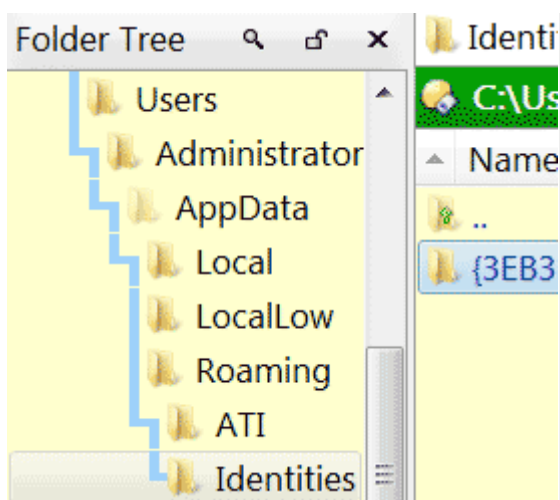 Folder Tree
Users
Administrator
AppData
Local
LocalLow
Roaming
ATI
Identities
Identi
C:\Us
Name
..
{3EB3